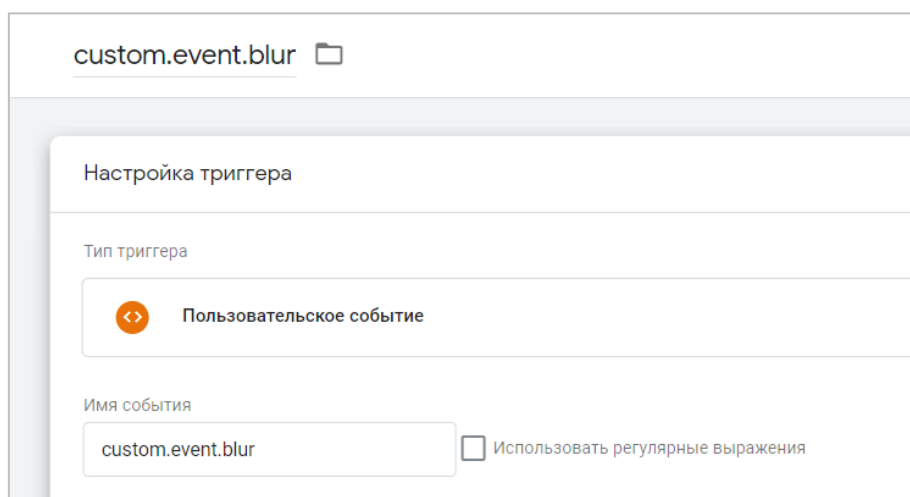 custom.event.blur
Настройка триггера
Тип триггера
Пользовательское событие
Имя события
custom.event.blur
Использовать регулярные выражения